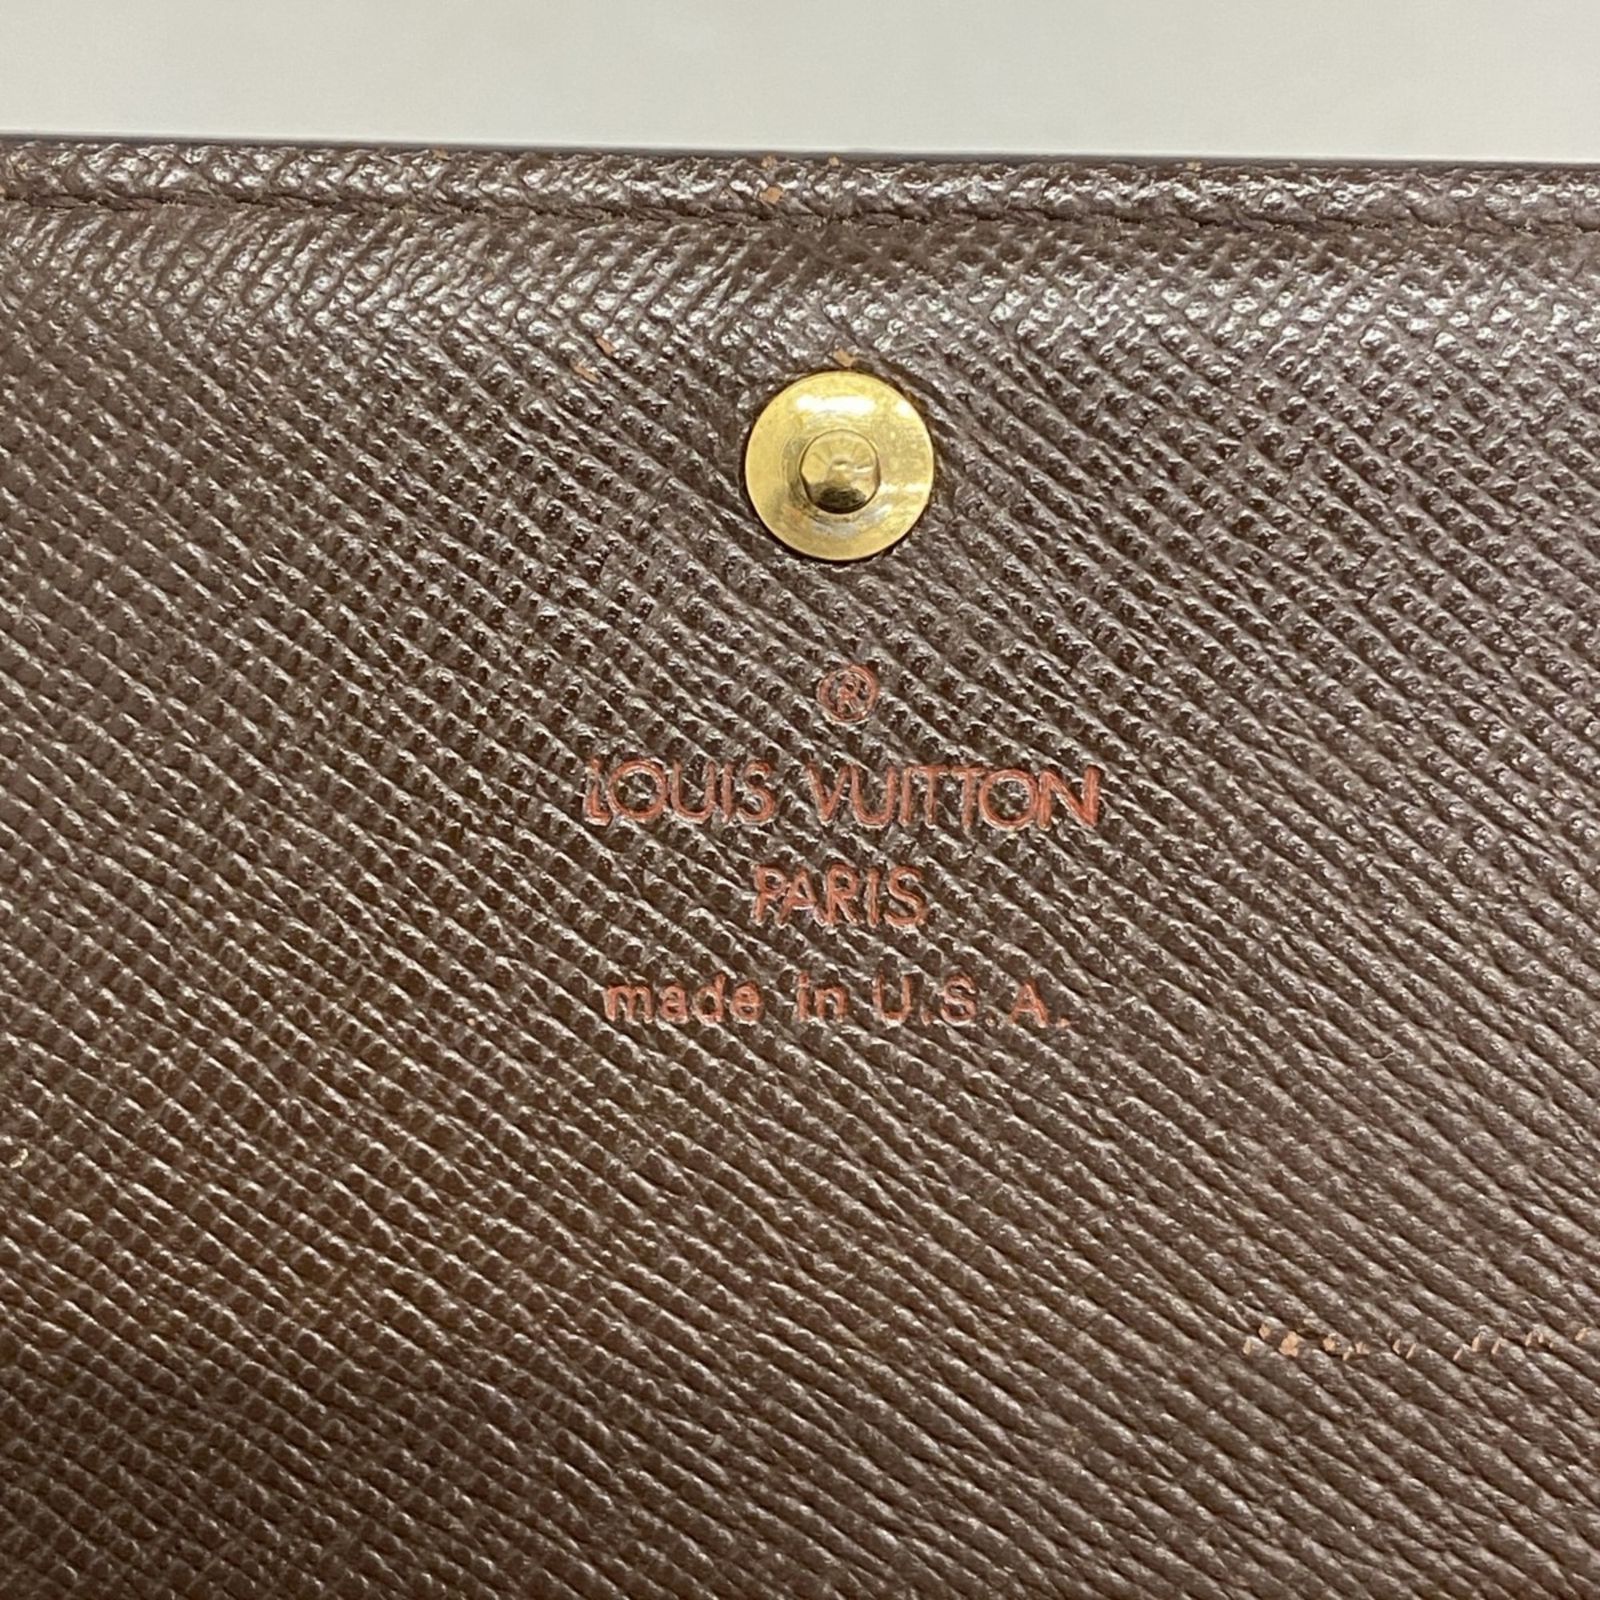 ®
LOUIS VUITTON
PARIS
made in U.S.A.